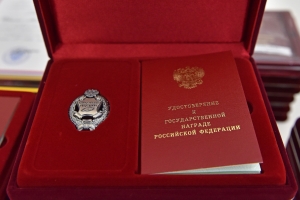 УДОСТОВЕРЕНИЕ К
ГОСУДАРСТВЕННОЙ
НАГРАДЕ
РОССИЙСКОЙ ФЕДЕРАЦИИ